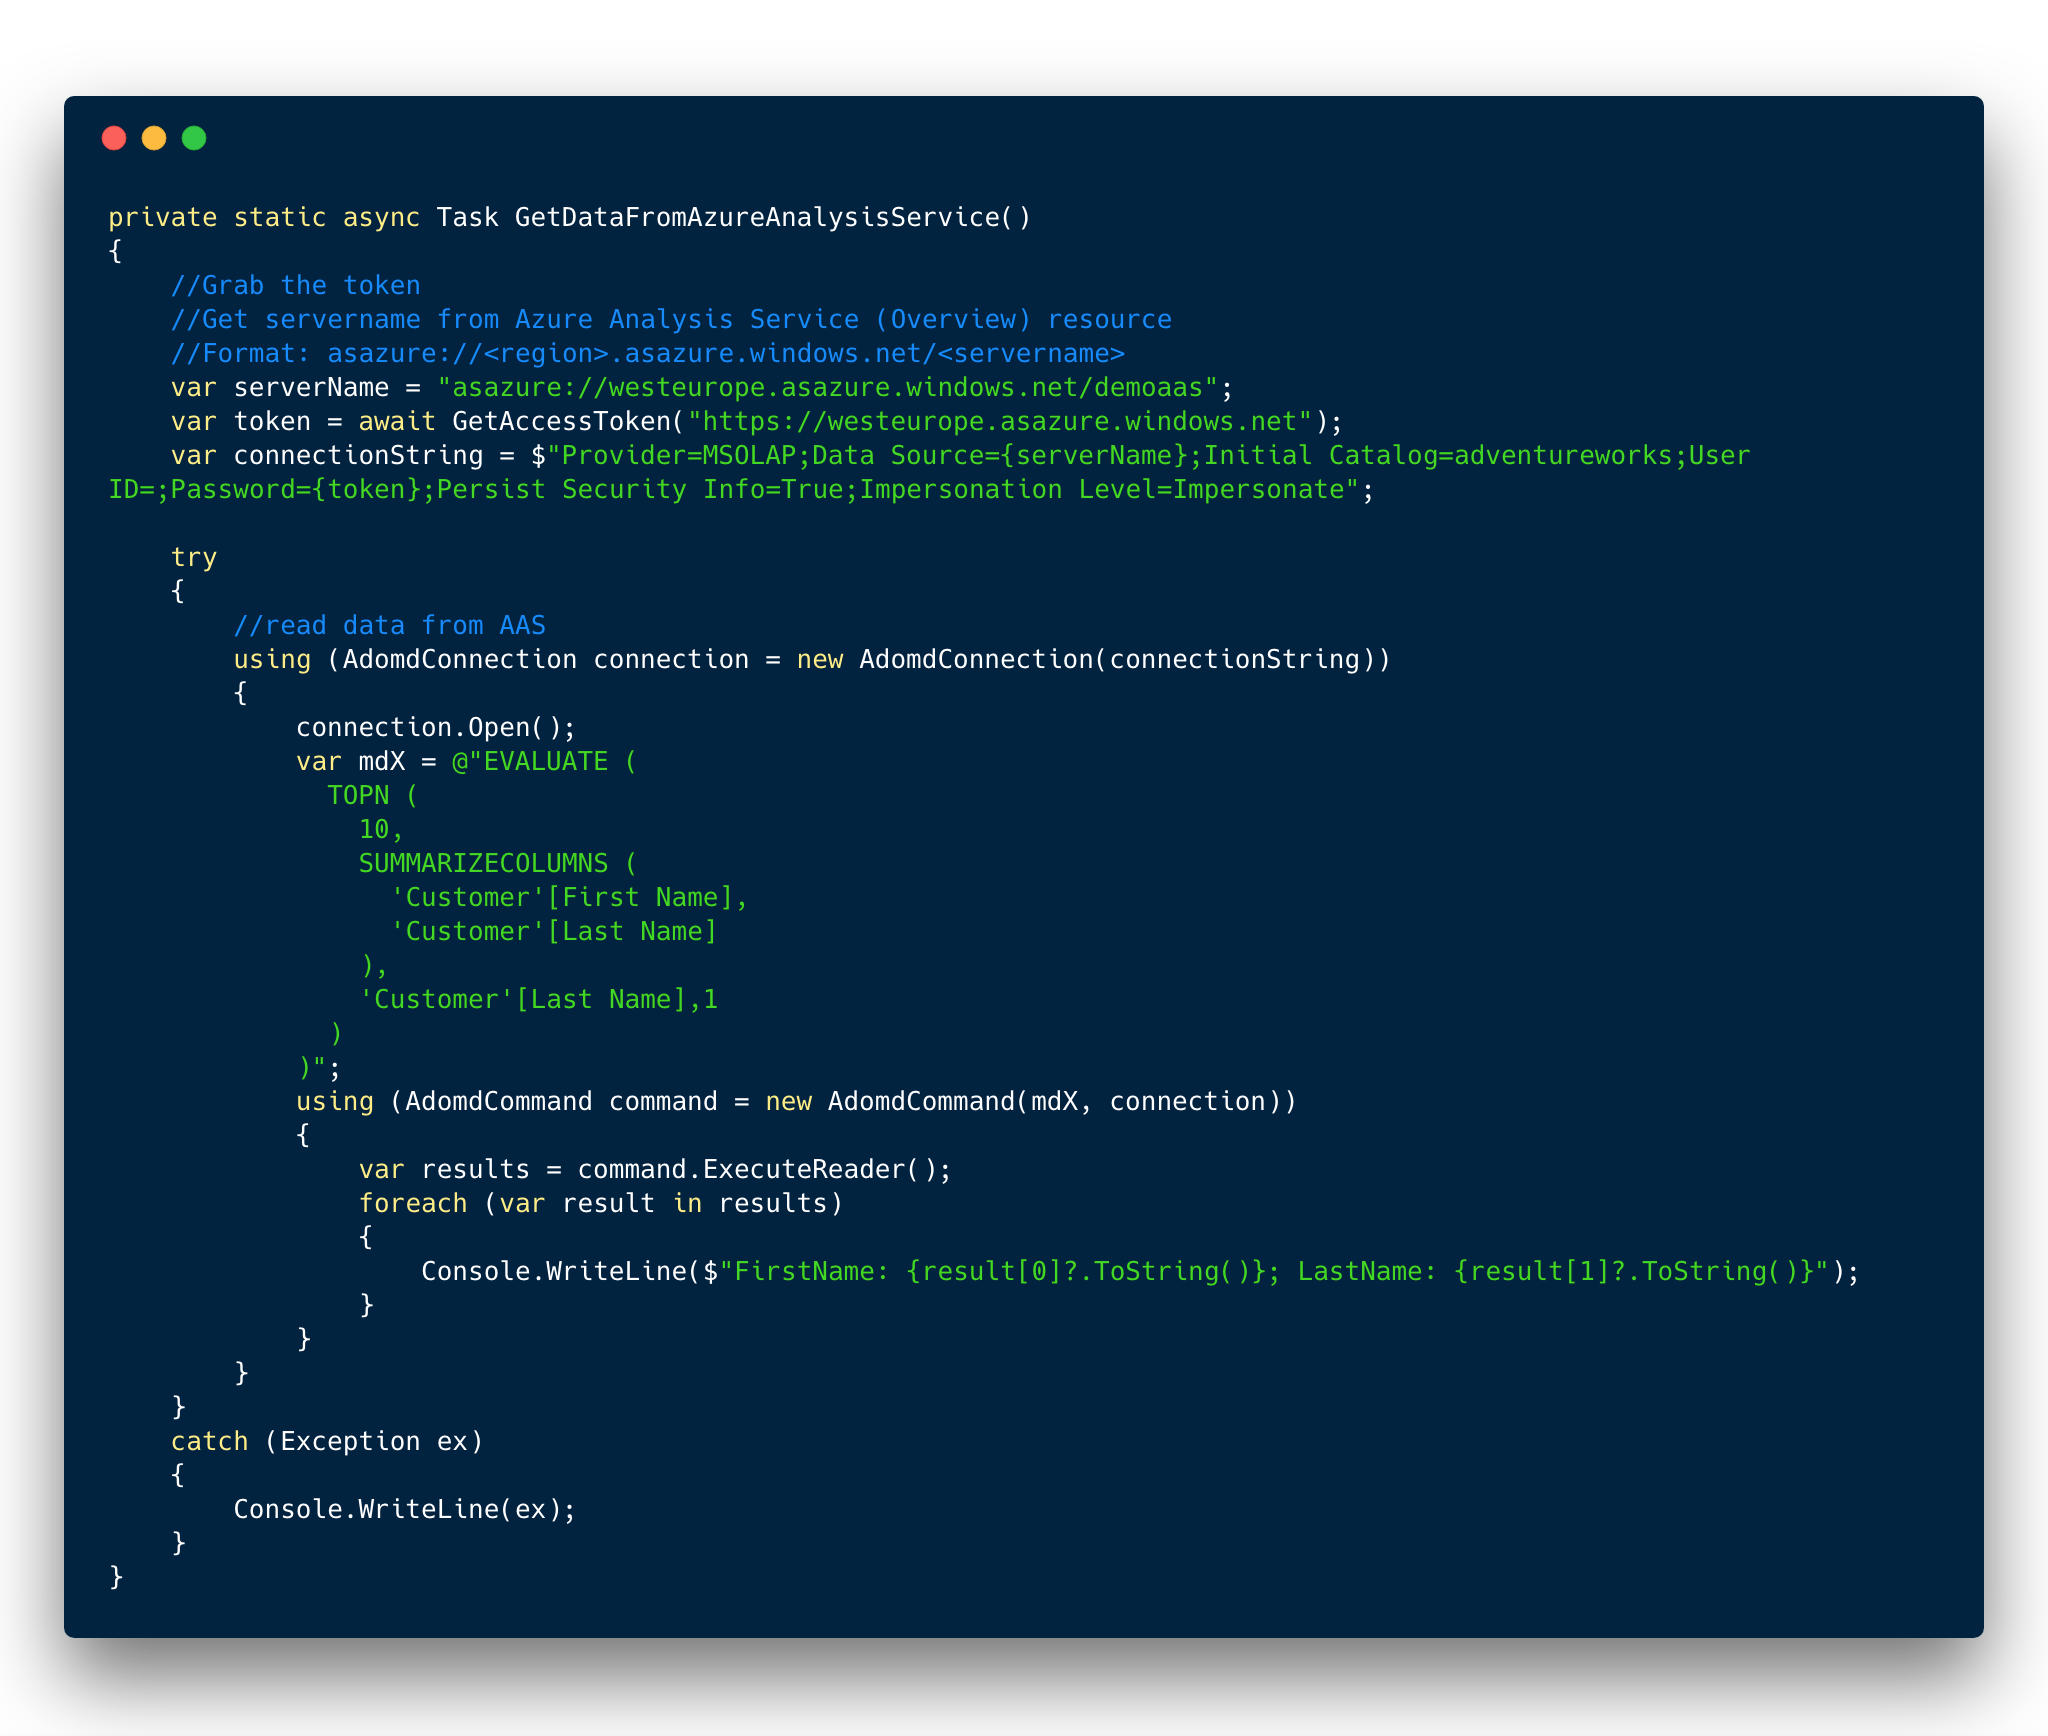 private static async Task GetDataFromAzureAnalysisService()
{
    //Grab the token
    //Get servername from Azure Analysis Service (Overview) resource
    //Format: asazure://<region>.asazure.windows.net/<servername>
    var serverName = "asazure://westeurope.asazure.windows.net/demoaas";
    var token = await GetAccessToken("https://westeurope.asazure.windows.net");
    var connectionString = $"Provider=MSOLAP;Data Source={serverName};Initial Catalog=adventureworks;User
ID=;Password={token};Persist Security Info=True;Impersonation Level=Impersonate";

    try
    {
        //read data from AAS
        using (AdomdConnection connection = new AdomdConnection(connectionString))
        {
            connection.Open();
            var mdX = @"EVALUATE (
              TOPN (
                10,
                SUMMARIZECOLUMNS (
                  'Customer'[First Name],
                  'Customer'[Last Name]
                ),
                'Customer'[Last Name],1
              )
            )";
            using (AdomdCommand command = new AdomdCommand(mdX, connection))
            {
                var results = command.ExecuteReader();
                foreach (var result in results)
                {
                    Console.WriteLine($"FirstName: {result[0]?.ToString()}; LastName: {result[1]?.ToString()}");
                }
            }
        }
    }
    catch (Exception ex)
    {
        Console.WriteLine(ex);
    }
}